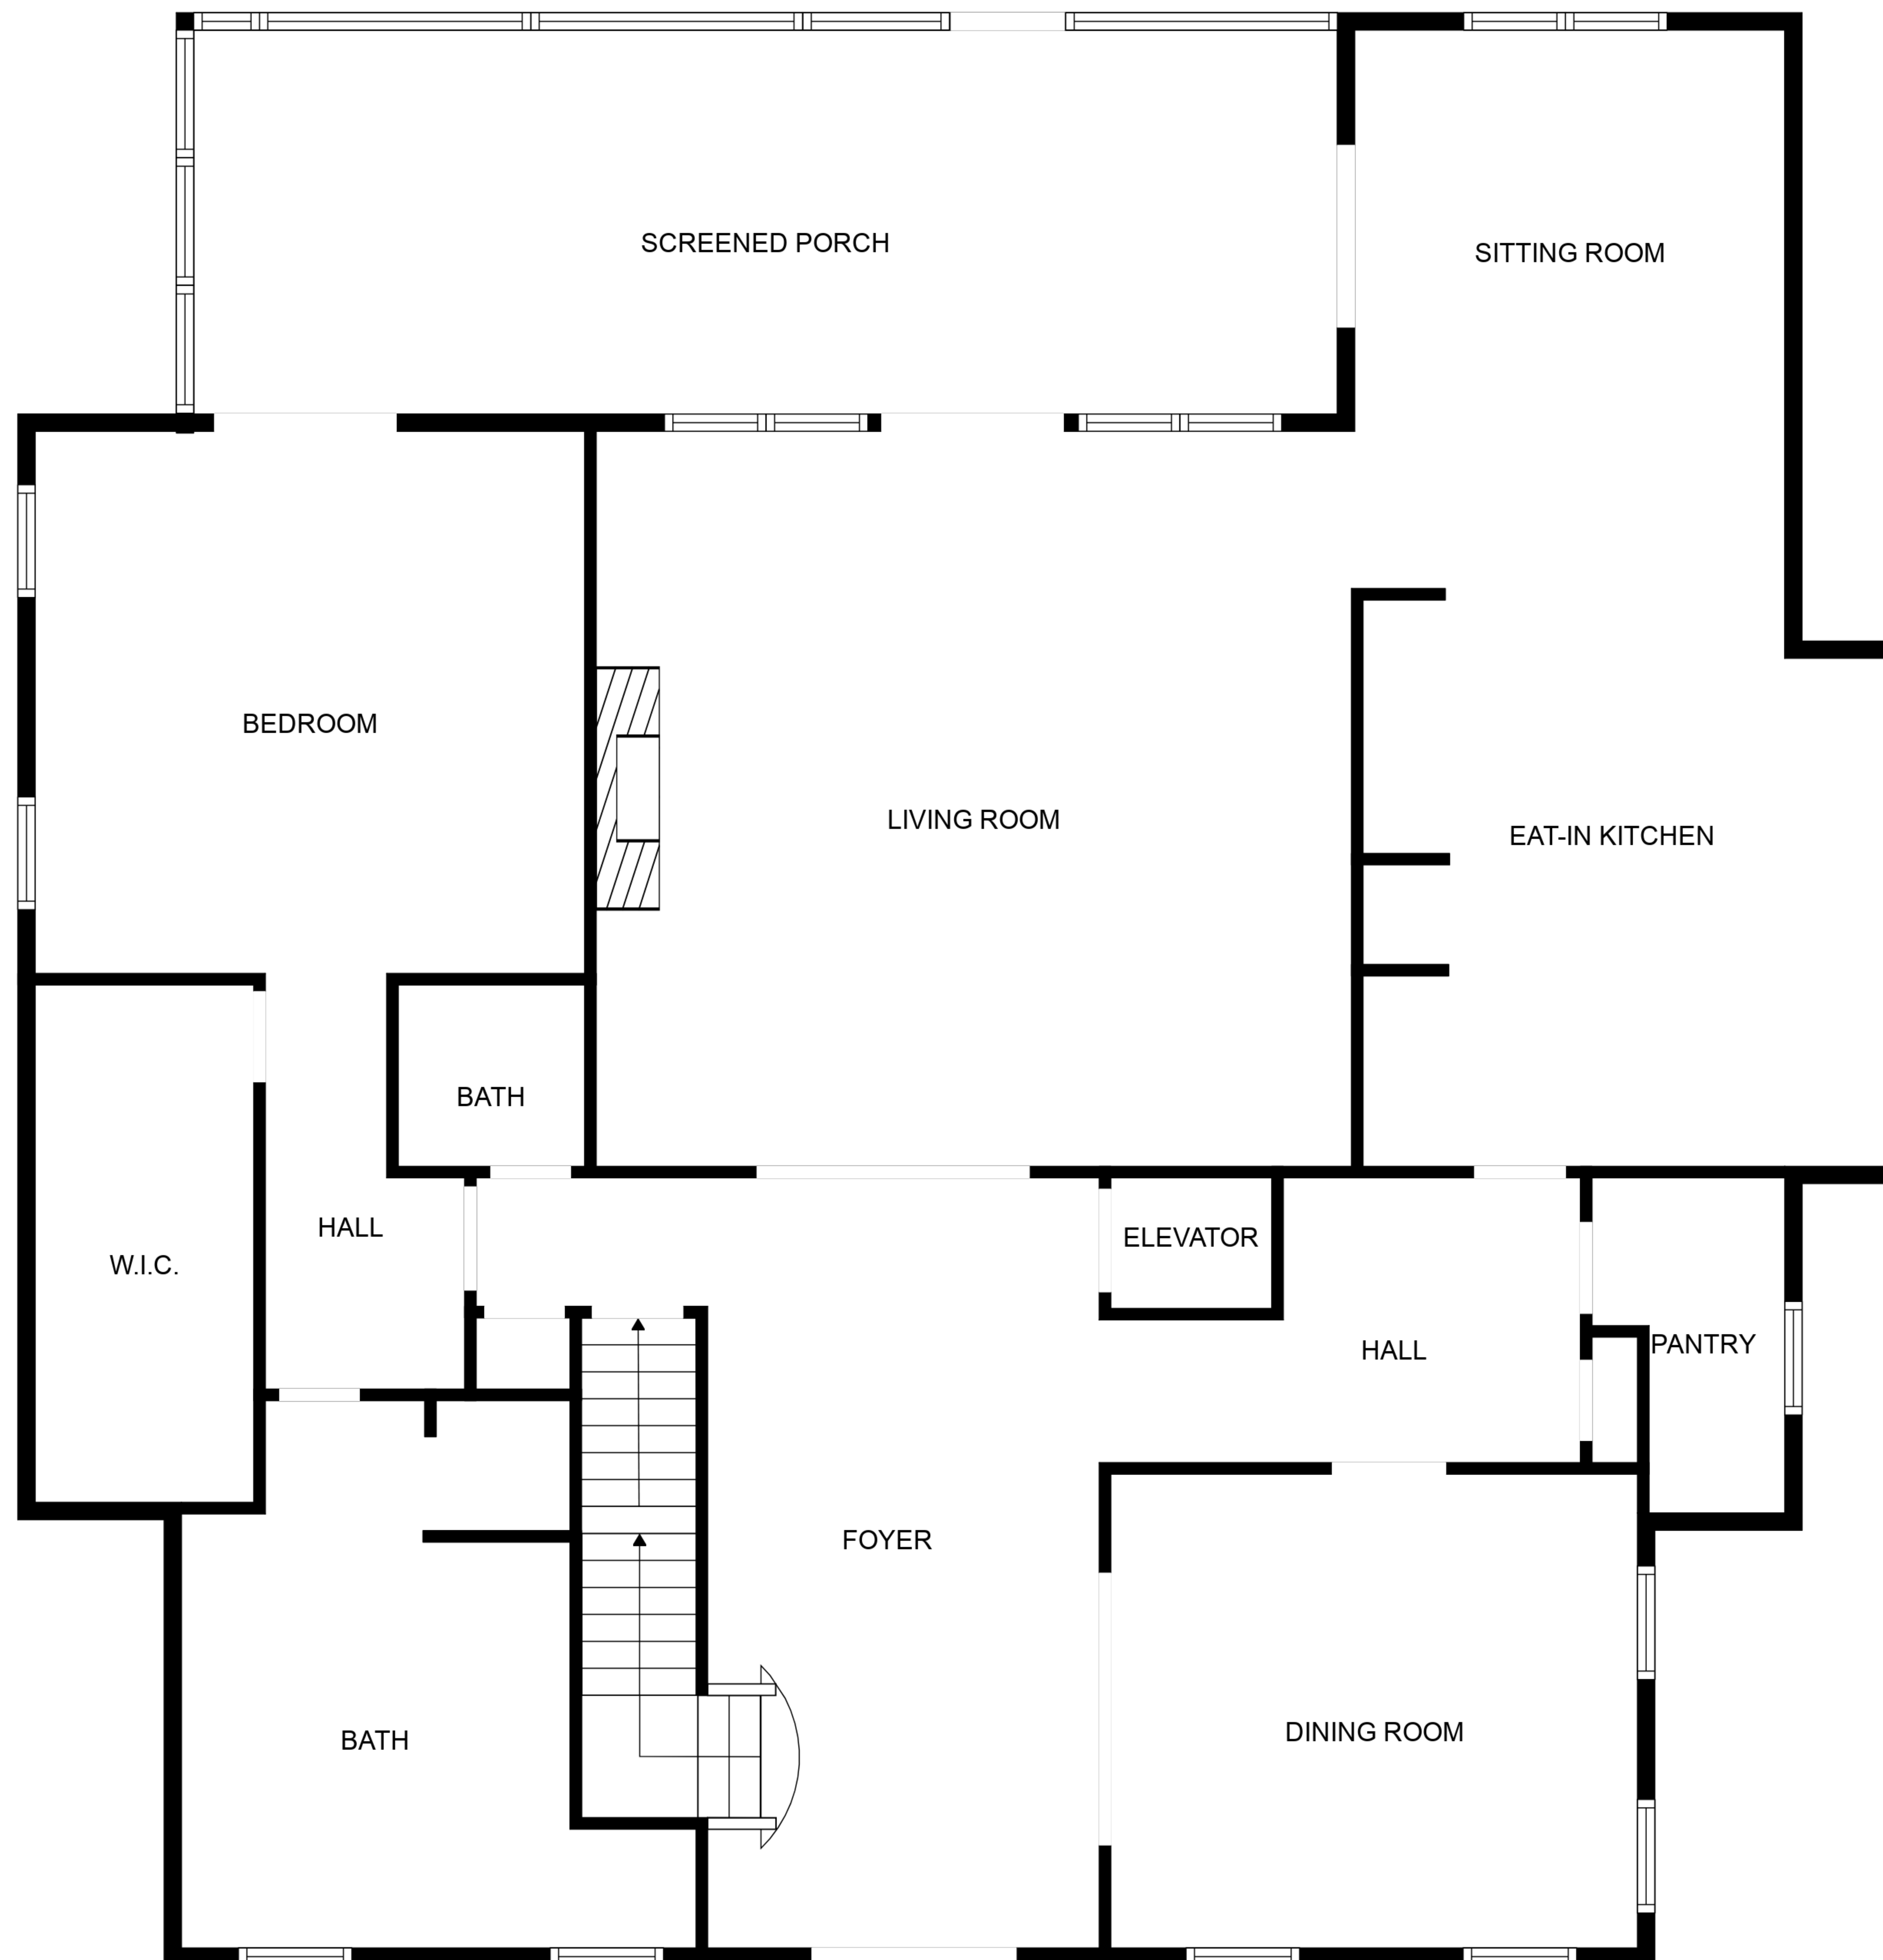 SCREENED PORCH
SITTING ROOM
BEDROOM
LIVING ROOM
EAT-IN KITCHEN
BATH
HALL
ELEVATOR
W.I.C.
PANTRY
HALL
FOYER
DINING ROOM
BATH